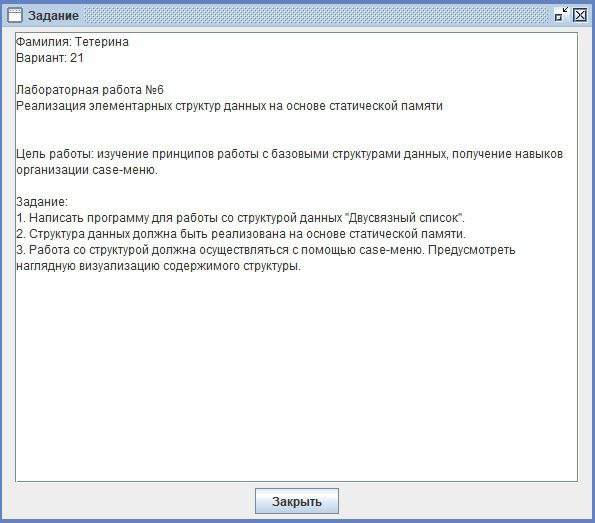 Задание
Фамилия: Тетерина
Вариант: 21
Лабораторная работа №6
Реализация элементарных структур данных на основе статической памяти
Цель работы: изучение принципов работы с базовыми структурами данных, получение навыков
организации case-меню.
Задание:
1. Написать программу для работы со структурой данных "Двусвязный список".
2. Структура данных должна быть реализована на основе статической памяти.
3. Работа со структурой должна осуществляться с помощью case-меню. Предусмотреть
наглядную визуализацию содержимого структуры.
Закрыть